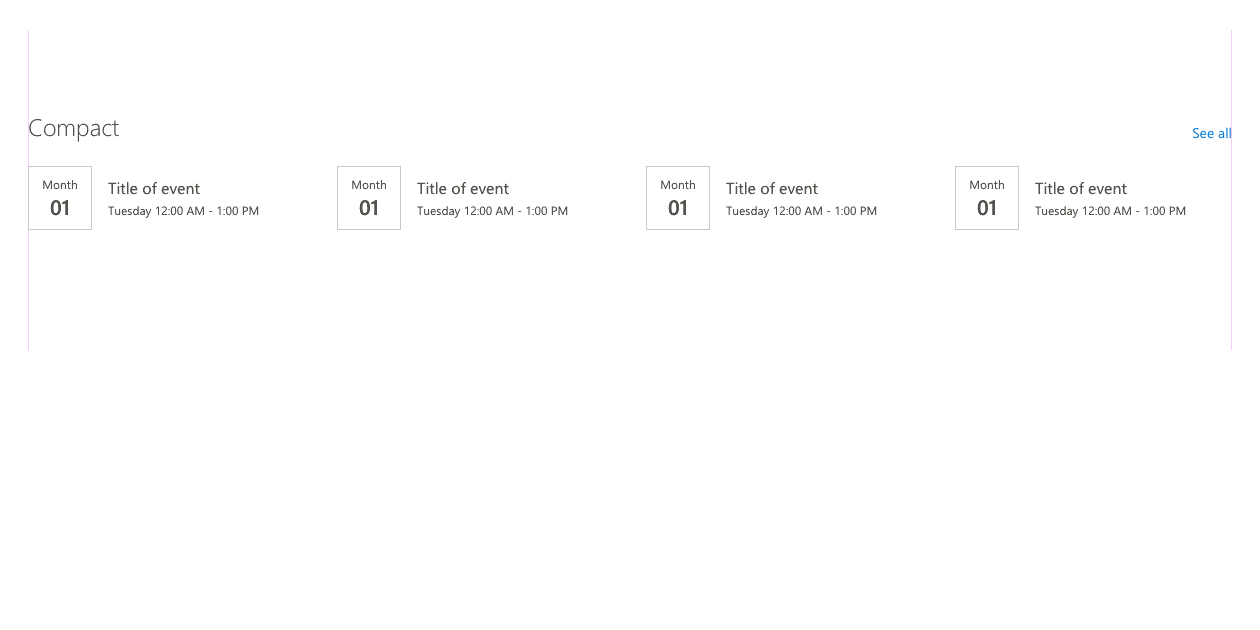 Compact
See all
Month
01
Title of event
Tuesday 12:00 AM - 1:00 PM
Month
01
Title of event
Tuesday 12:00 AM - 1:00 PM
Month
01
Title of event
Tuesday 12:00 AM - 1:00 PM
Month
01
Title of event
Tuesday 12:00 AM - 1:00 PM